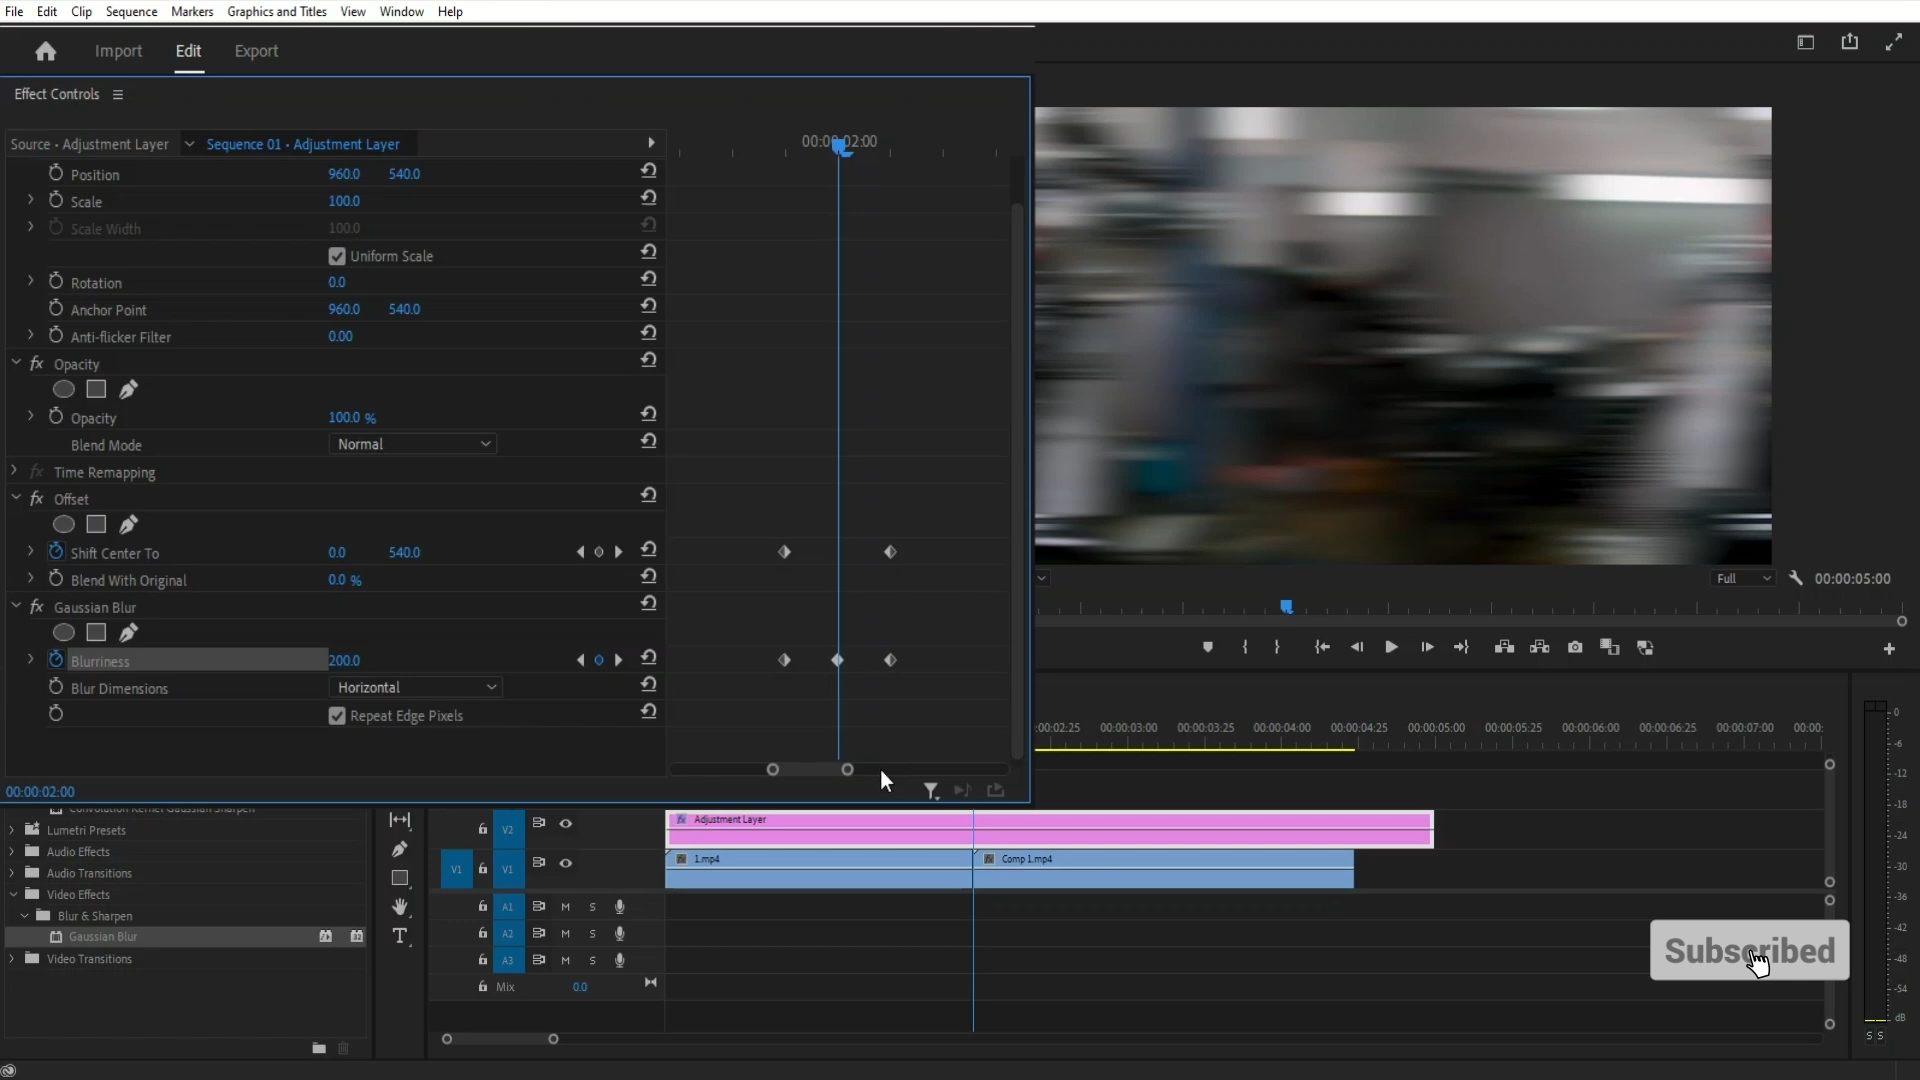 File Edit Clip Sequence Markers Graphics and Titles View Window Help
Import Edit Export
Effect Controls
Source • Adjustment Layer Sequence 01 • Adjustment Layer
00:00:02:00
Position 960.0 540.0
Scale 100.0
Scale Width 100.0
Uniform Scale
Rotation 0.0
Anchor Point 960.0 540.0
Anti-flicker Filter 0.00
fx Opacity
Opacity 100.0 %
Blend Mode Normal
fx Time Remapping
fx Offset
Shift Center To 0.0 540.0
Blend With Original 0.0 %
fx Gaussian Blur
Blurriness 200.0
Blur Dimensions Horizontal
Repeat Edge Pixels
00:00:02:00
Full 00:00:05:00
:00:02:25 00:00:03:00 00:00:03:25 00:00:04:00 00:00:04:25 00:00:05:00 00:00:05:25 00:00:06:00 00:00:06:25 00:00:07:00 00:00:
Convolution Kernel Gaussian Sharpen
Lumetri Presets
Audio Effects
Audio Transitions
Video Effects
Blur & Sharpen
Gaussian Blur
Video Transitions
V2 fx Adjustment Layer
V1 V1 fx 1.mp4 fx Comp 1.mp4
A1 M S
A2 M S
A3 M S
Mix 0.0
Subscribed
0
-6
-12
-18
-24
-30
-36
-42
-48
-54
dB
S S